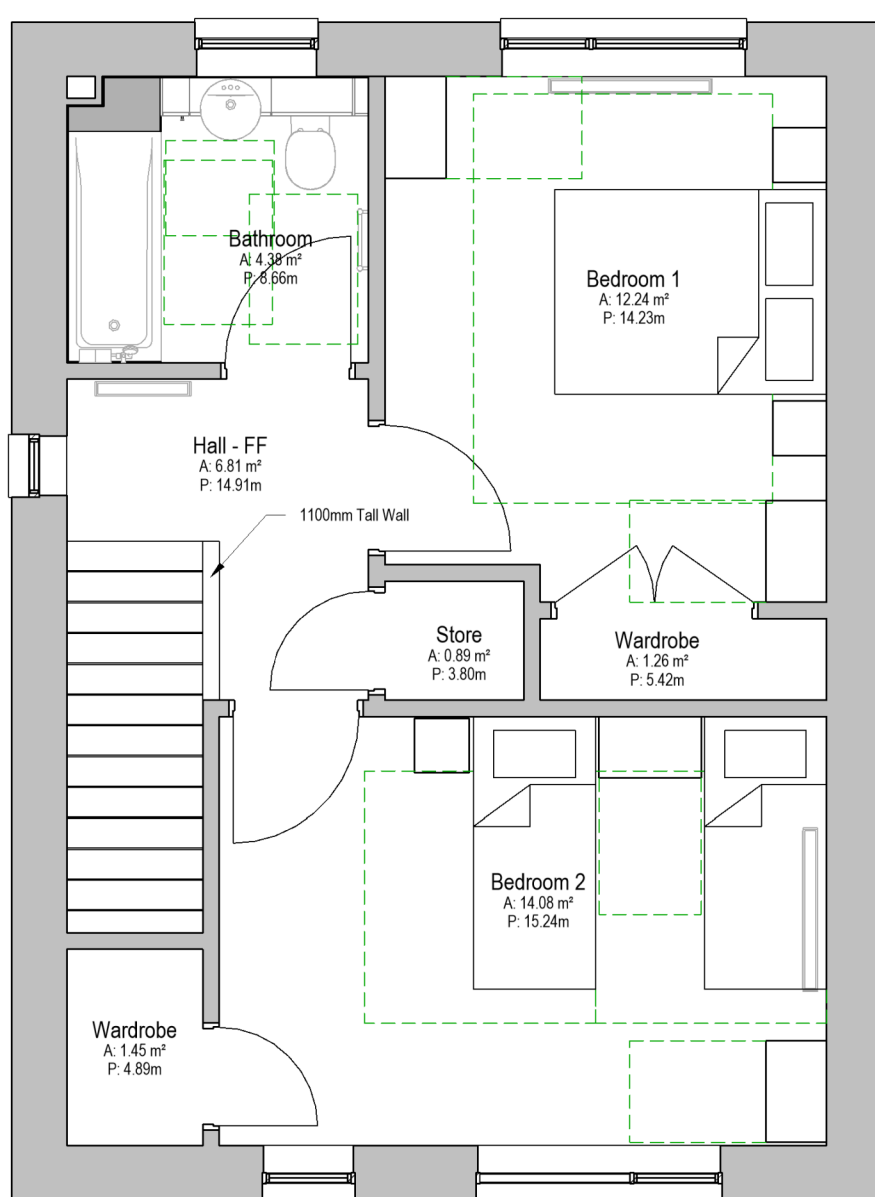 Bathroom
A: 4.38 m²
P: 8.66m
Bedroom 1
A: 12.24 m²
P: 14.23m
Hall - FF
A: 6.81 m²
P: 14.91m
1100mm Tall Wall
Store
A: 0.89 m²
P: 3.80m
Wardrobe
A: 1.26 m²
P: 5.42m
Bedroom 2
A: 14.08 m²
P: 15.24m
Wardrobe
A: 1.45 m²
P: 4.89m